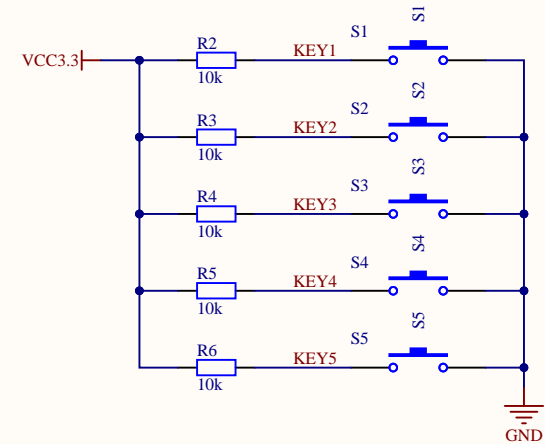 S1
R2
KEY1
S1
VCC3.3
10k
S2
R3
KEY2
S2
10k
S3
R4
KEY3
S3
10k
S4
R5
KEY4
S4
10k
S5
R6
KEY5
S5
10k
GND